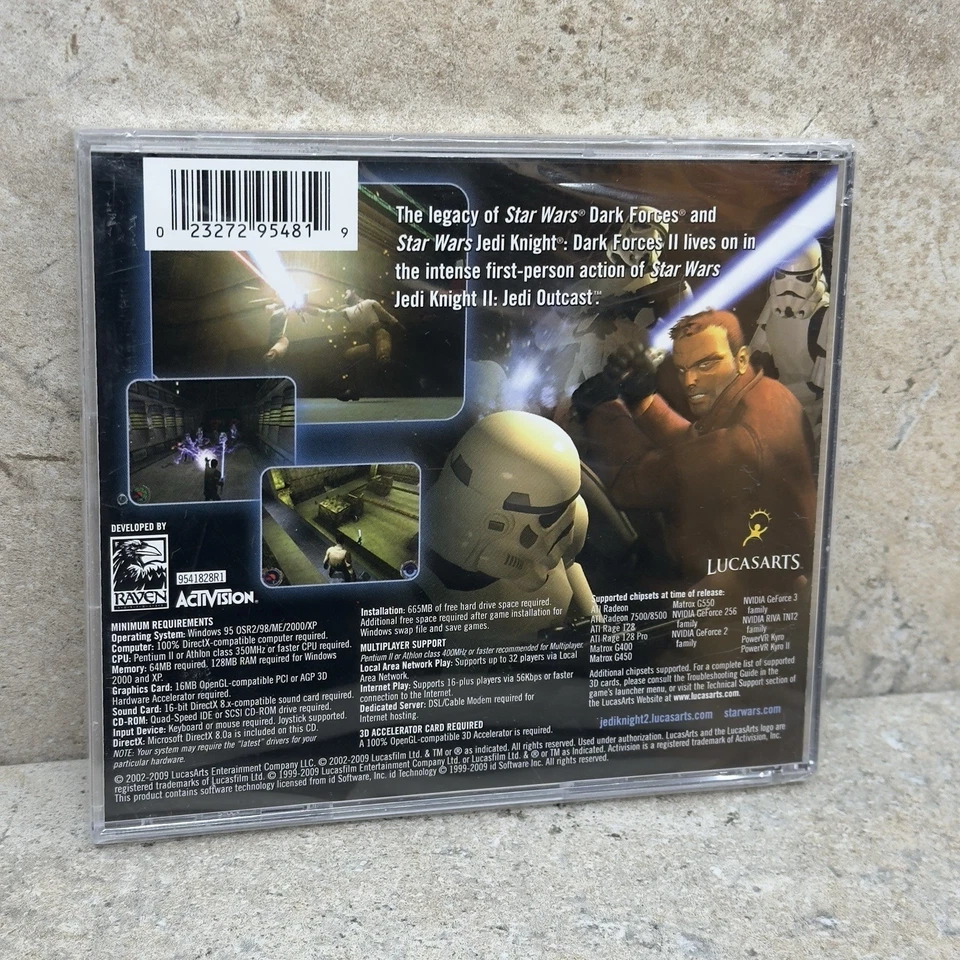 0 23272 95481 9
The legacy of Star Wars® Dark Forces® and
Star Wars Jedi Knight®: Dark Forces II lives on in
the intense first-person action of Star Wars
Jedi Knight II: Jedi Outcast™.
DEVELOPED BY
RAVEN
9541828R1
ACTIVISION®
LUCASARTS
MINIMUM REQUIREMENTS
Operating System: Windows 95 OSR2/98/ME/2000/XP
Computer: 100% DirectX-compatible computer required.
CPU: Pentium II or Athlon class 350MHz or faster CPU required.
Memory: 64MB required. 128MB RAM required for Windows
2000 and XP.
Graphics Card: 16MB OpenGL-compatible PCI or AGP 3D
Hardware Accelerator required.
Sound Card: 16-bit DirectX 8.x-compatible sound card required.
CD-ROM: Quad-Speed IDE or SCSI CD-ROM drive required.
Input Device: Keyboard or mouse required. Joystick supported.
DirectX: Microsoft DirectX 8.0a is included on this CD.
NOTE: Your system may require the "latest" drivers for your
particular hardware.
Installation: 665MB of free hard drive space required.
Additional free space required after game installation for
Windows swap file and save games.
MULTIPLAYER SUPPORT
Pentium II or Athlon class 400MHz or faster recommended for Multiplayer.
Local Area Network Play: Supports up to 32 players via Local
Area Network.
Internet Play: Supports 16-plus players via 56Kbps or faster
connection to the Internet.
Dedicated Server: DSL/Cable Modem required for
Internet hosting.
3D ACCELERATOR CARD REQUIRED
A 100% OpenGL-compatible 3D Accelerator is required.
Supported chipsets at time of release:
ATI Radeon
ATI Radeon 7500/8500
ATI Rage 128
ATI Rage 128 Pro
Matrox G400
Matrox G450
Matrox G550
NVIDIA GeForce 256
family
NVIDIA GeForce 2
family
NVIDIA GeForce 3
family
NVIDIA RIVA TNT2
family
PowerVR Kyro
PowerVR Kyro II
Additional chipsets supported. For a complete list of supported
3D cards, please consult the Troubleshooting Guide in the
game's launcher menu, or visit the Technical Support section of
the LucasArts Website at www.lucasarts.com.
jediknight2.lucasarts.com starwars.com
© 2002-2009 LucasArts Enterainment Company LLC. © 2002-2009 Lucasfilm Ltd. & TM or ® as indicated. All rights reserved. Used under authorization. LucasArts and the LucasArts logo are
registered trademarks of Lucasfilm Ltd. © 1999-2009 Lucasfilm Entertainment Company Ltd. or Lucasfilm Ltd. & ® or TM as indicated. Activision is a registered trademark of Activision, Inc.
This product contains software technology licensed from id Software, Inc. id Technology © 1999-2009 id Software Inc. All rights reserved.